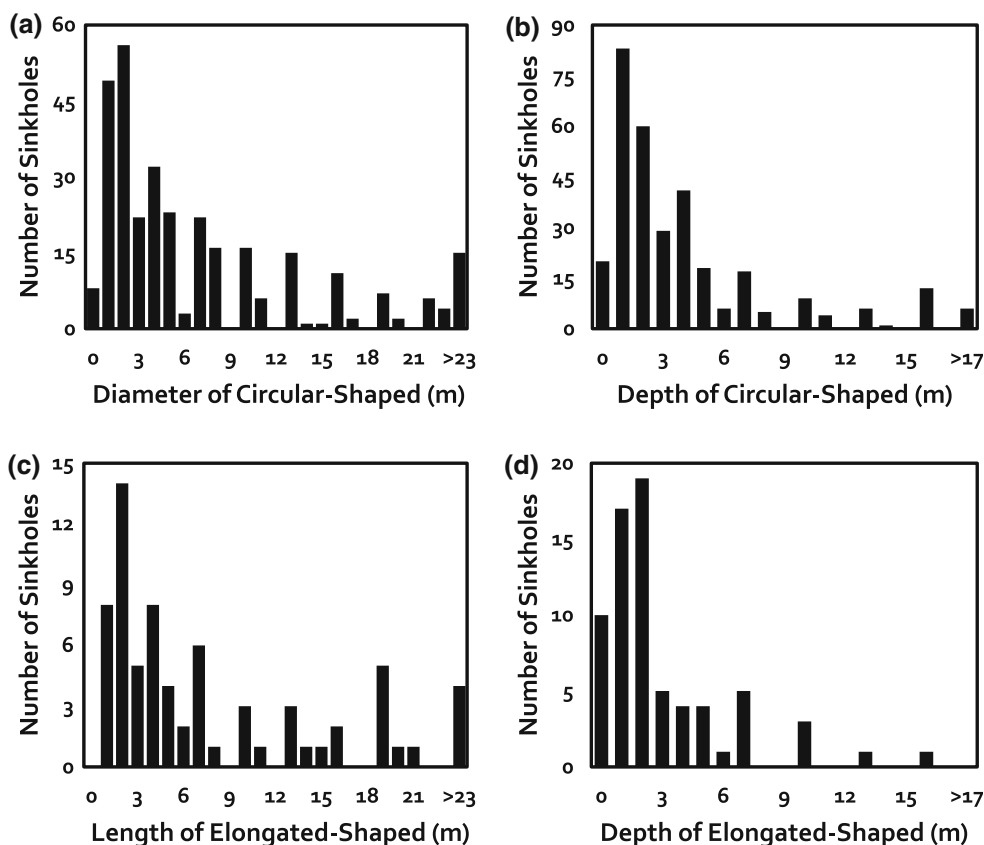 (a)
60
45
30
15
0
Number of Sinkholes
0 3 6 9 12 15 18 21 >23
Diameter of Circular-Shaped (m)
(b)
90
75
60
45
30
15
0
Number of Sinkholes
0 3 6 9 12 15 >17
Depth of Circular-Shaped (m)
(c)
15
12
9
6
3
0
Number of Sinkholes
0 3 6 9 12 15 18 21 >23
Length of Elongated-Shaped (m)
(d)
20
15
10
5
0
Number of Sinkholes
0 3 6 9 12 15 >17
Depth of Elongated-Shaped (m)